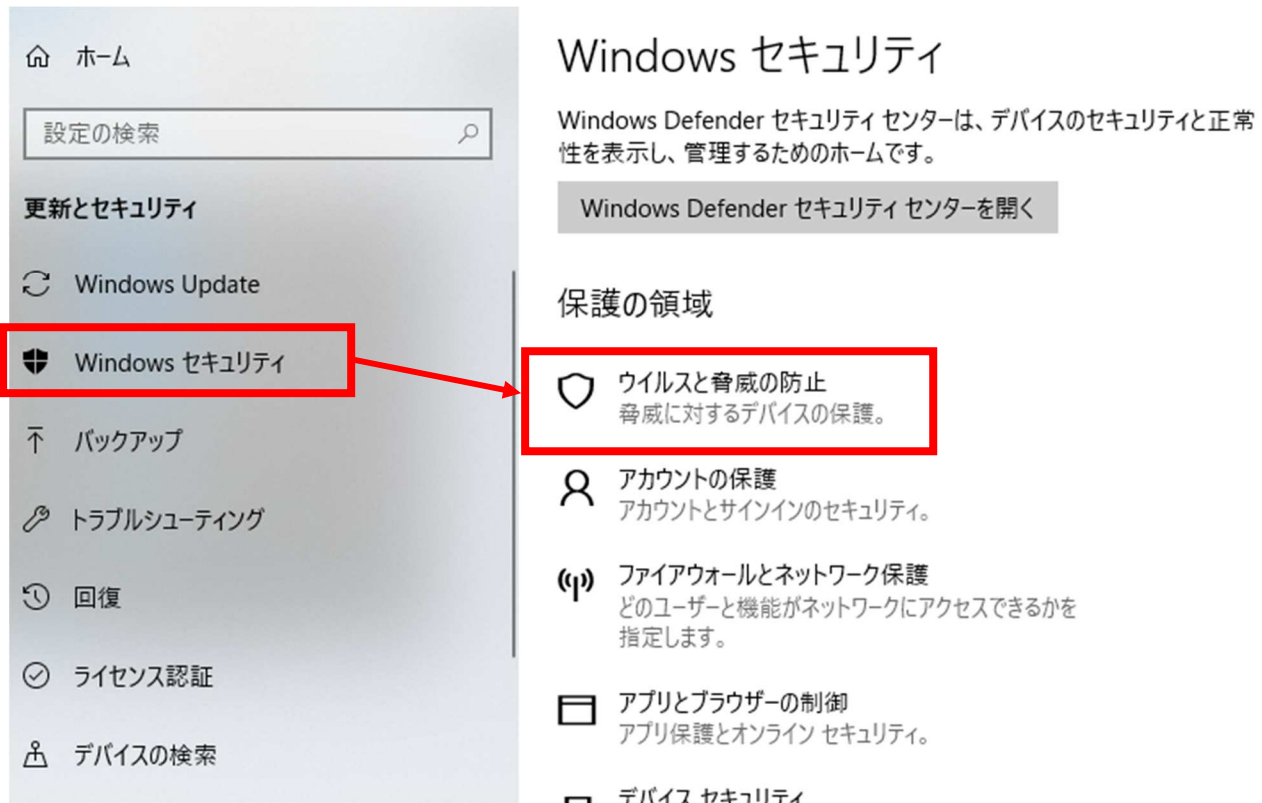 ホーム
設定の検索
更新とセキュリティ
Windows Update
Windows セキュリティ
バックアップ
トラブルシューティング
回復
ライセンス認証
デバイスの検索
Windows セキュリティ
Windows Defender セキュリティ センターは、デバイスのセキュリティと正常
性を表示し、管理するためのホームです。
Windows Defender セキュリティ センターを開く
保護の領域
ウイルスと脅威の防止
脅威に対するデバイスの保護。
アカウントの保護
アカウントとサインインのセキュリティ。
ファイアウォールとネットワーク保護
どのユーザーと機能がネットワークにアクセスできるかを
指定します。
アプリとブラウザーの制御
アプリ保護とオンライン セキュリティ。
デバイス セキュリティ